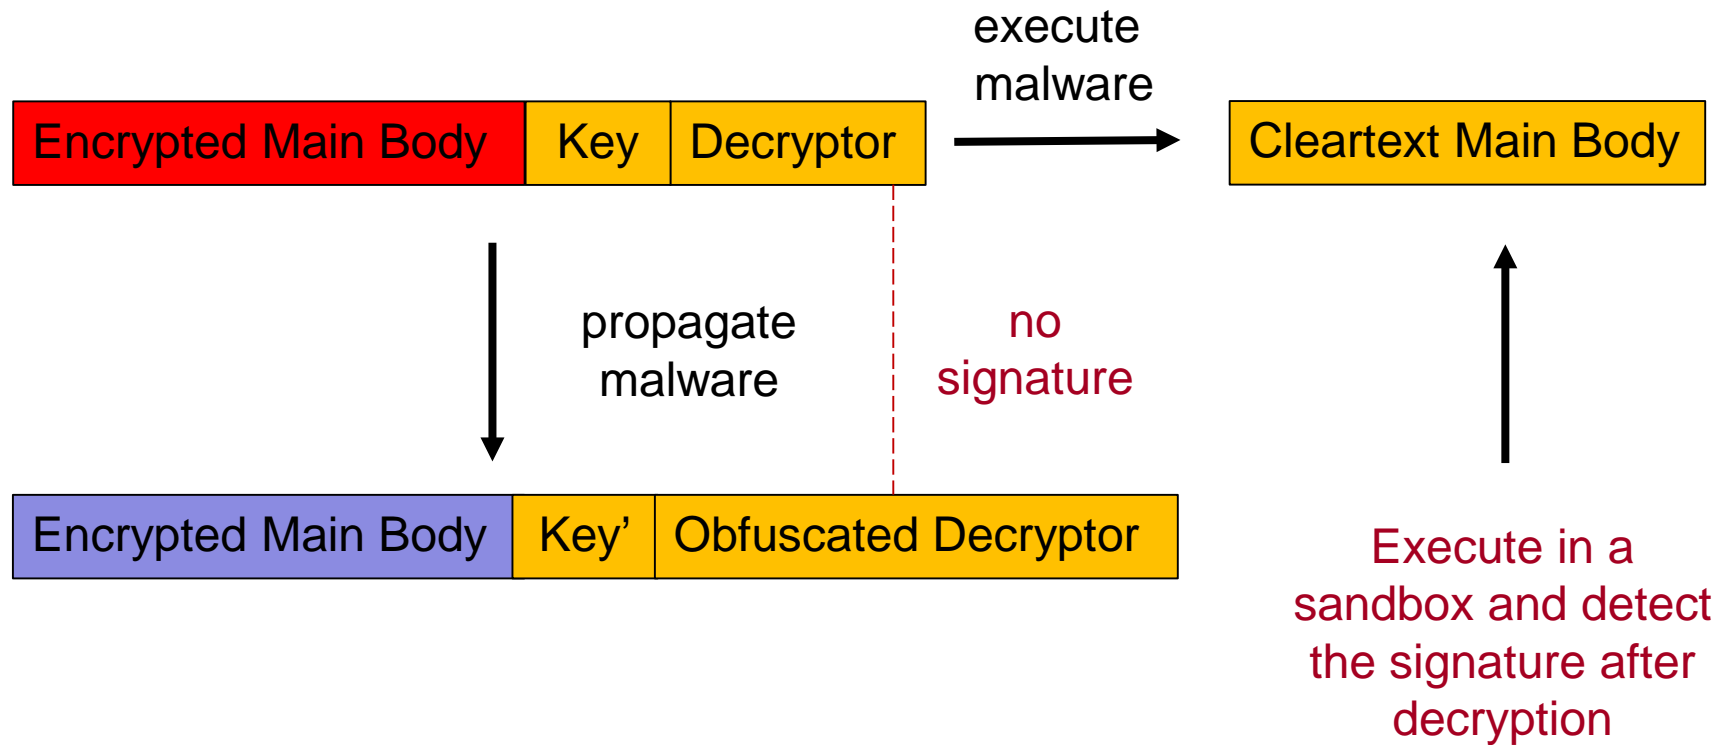 execute
malware
Encrypted Main Body
Key
Decryptor
Cleartext Main Body
propagate
malware
no
signature
Encrypted Main Body
Key’
Obfuscated Decryptor
Execute in a
sandbox and detect
the signature after
decryption